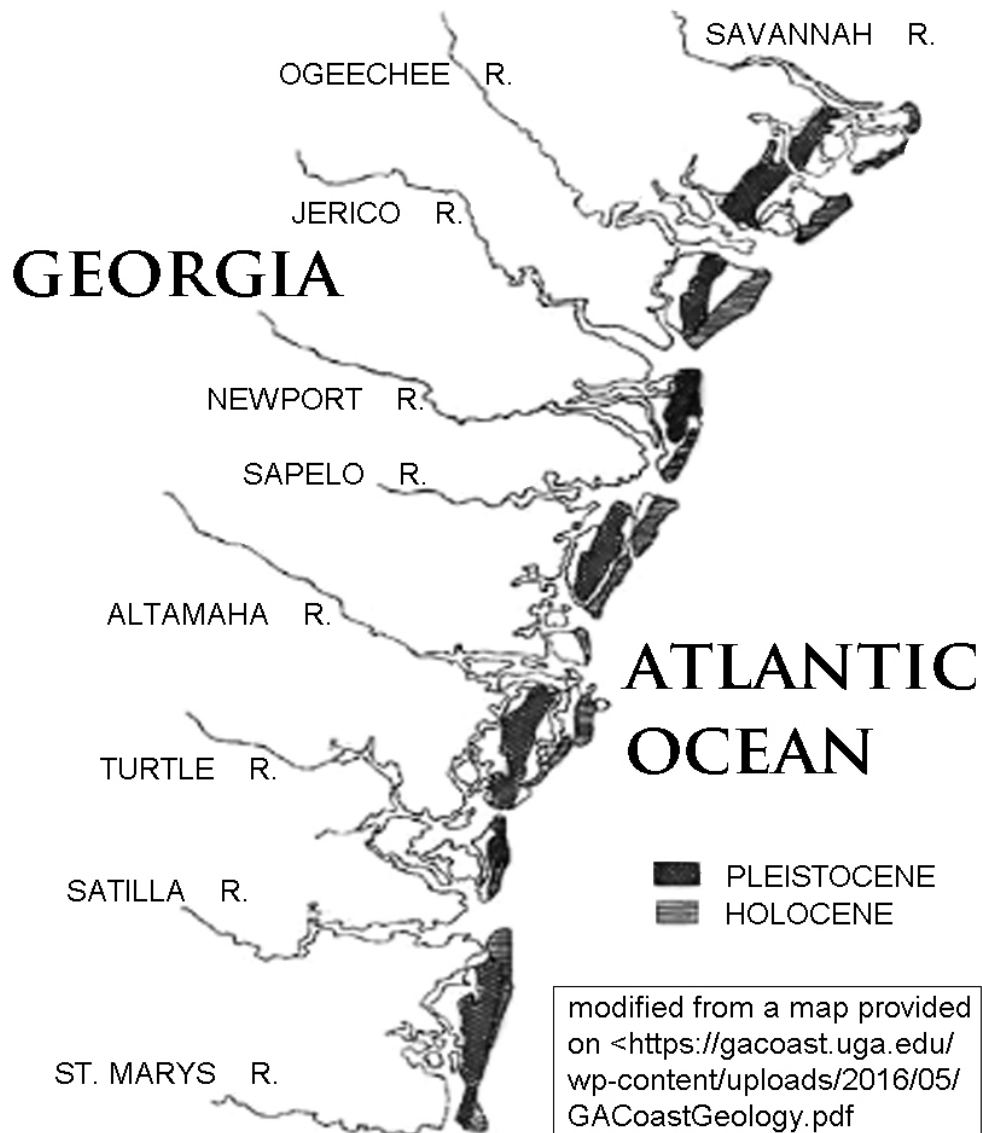 SAVANNAH R.
OGEECHEE R.
JERICO R.
GEORGIA
NEWPORT R.
SAPELO R.
ALTAMAHA R.
ATLANTIC
OCEAN
TURTLE R.
PLEISTOCENE
HOLOCENE
SATILLA R.
ST. MARYS R.
modified from a map provided
on <https://gacoast.uga.edu/
wp-content/uploads/2016/05/
GACoastGeology.pdf